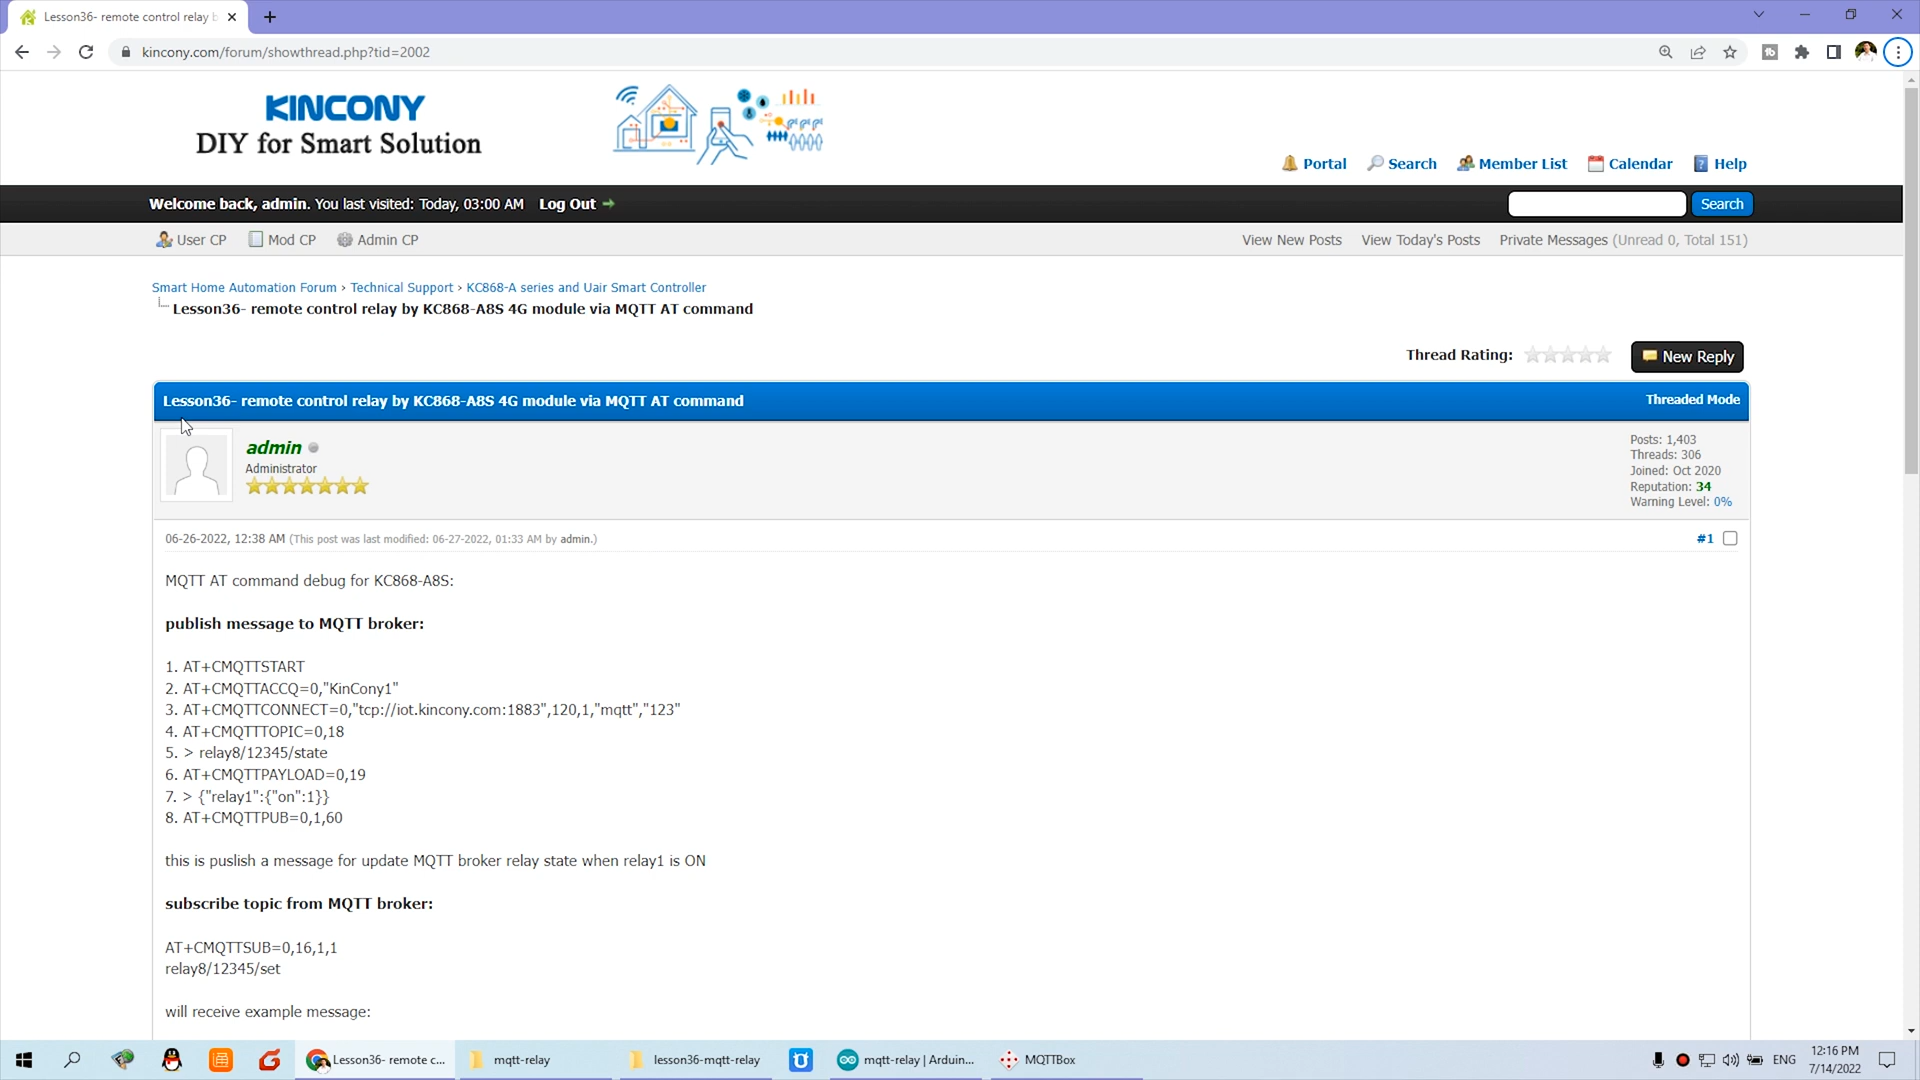 Lesson36- remote control relay b
kincony.com/forum/showthread.php?tid=2002
KINCONY
DIY for Smart Solution
Portal Search Member List Calendar Help
Welcome back, admin. You last visited: Today, 03:00 AM Log Out
Search
User CP Mod CP Admin CP
View New Posts View Today's Posts Private Messages (Unread 0, Total 151)
Smart Home Automation Forum › Technical Support › KC868-A series and Uair Smart Controller
Lesson36- remote control relay by KC868-A8S 4G module via MQTT AT command
Thread Rating:
New Reply
Lesson36- remote control relay by KC868-A8S 4G module via MQTT AT command
Threaded Mode
admin
Administrator
Posts: 1,403
Threads: 306
Joined: Oct 2020
Reputation: 34
Warning Level: 0%
06-26-2022, 12:38 AM (This post was last modified: 06-27-2022, 01:33 AM by admin.)
#1
MQTT AT command debug for KC868-A8S:
publish message to MQTT broker:
1. AT+CMQTTSTART
2. AT+CMQTTACCQ=0,"KinCony1"
3. AT+CMQTTCONNECT=0,"tcp://iot.kincony.com:1883",120,1,"mqtt","123"
4. AT+CMQTTTOPIC=0,18
5. > relay8/12345/state
6. AT+CMQTTPAYLOAD=0,19
7. > {"relay1":{"on":1}}
8. AT+CMQTTPUB=0,1,60
this is puslish a message for update MQTT broker relay state when relay1 is ON
subscribe topic from MQTT broker:
AT+CMQTTSUB=0,16,1,1
relay8/12345/set
will receive example message:
Lesson36- remote c...
mqtt-relay
lesson36-mqtt-relay
mqtt-relay | Arduin...
MQTTBox
ENG
12:16 PM
7/14/2022